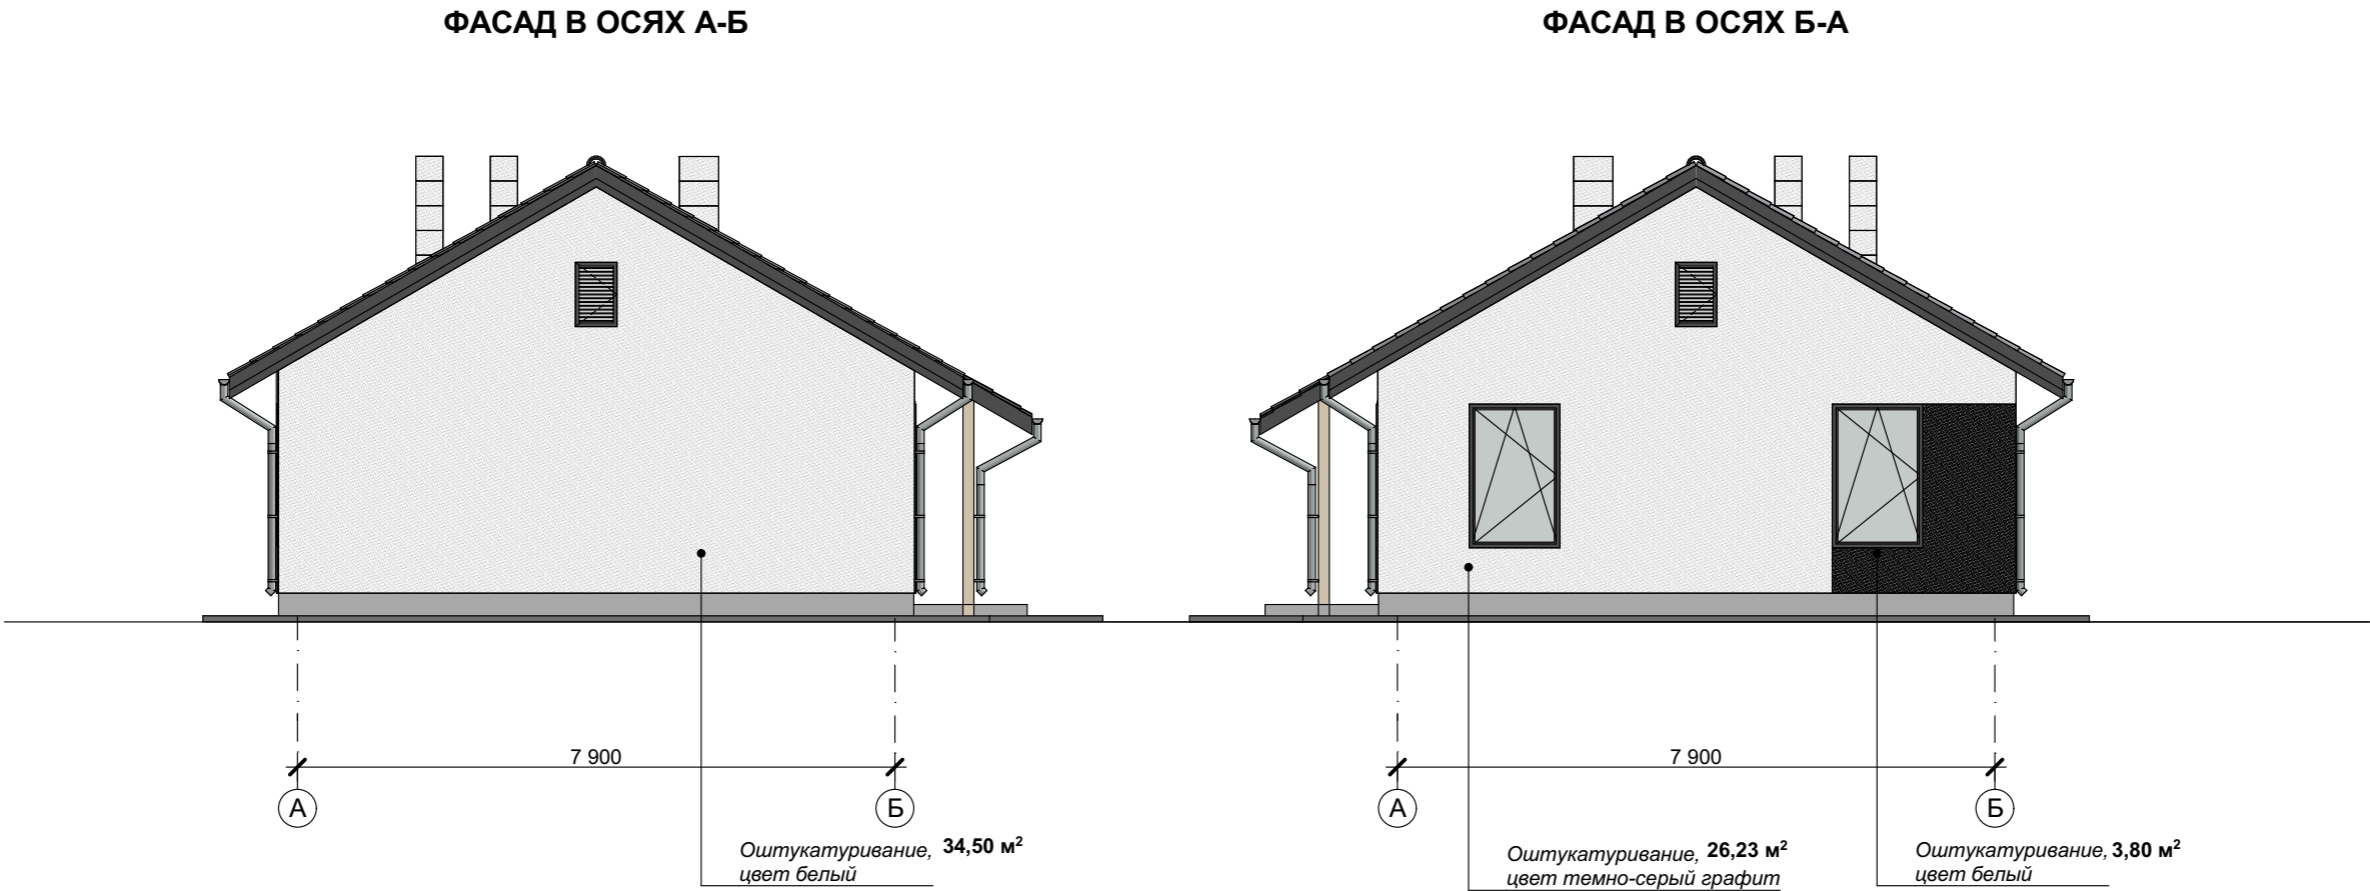 ФАСАД В ОСЯХ А-Б
ФАСАД В ОСЯХ Б-А
7 900
7 900
А
Б
А
Б
Оштукатуривание, 34,50 м²
цвет белый
Оштукатуривание, 26,23 м²
цвет темно-серый графит
Оштукатуривание, 3,80 м²
цвет белый